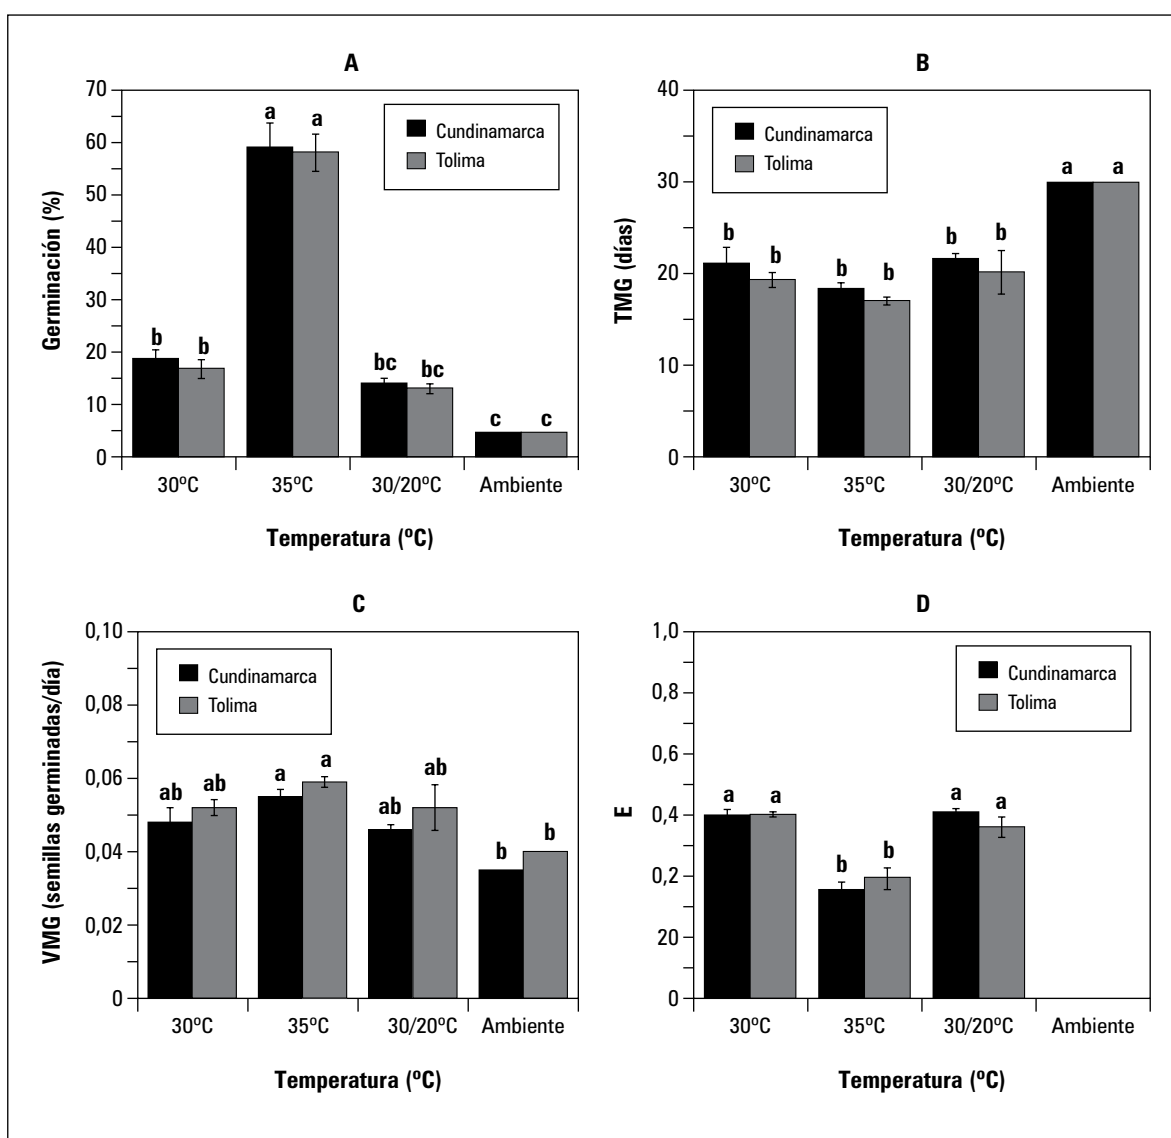 A
70
60
50
40
30
20
10
0
Germinación (%)
Cundinamarca
Tolima
a a
b b
bc bc
c c
30ºC 35ºC 30/20ºC Ambiente
Temperatura (ºC)
B
40
30
20
10
0
TMG (días)
Cundinamarca
Tolima
b b
b b
b b
a a
30ºC 35ºC 30/20ºC Ambiente
Temperatura (ºC)
C
0,10
0,08
0,06
0,04
0,02
0
VMG (semillas germinadas/día)
Cundinamarca
Tolima
ab ab
a a
ab ab
b b
30ºC 35ºC 30/20ºC Ambiente
Temperatura (ºC)
D
1,0
0,8
0,6
0,4
0,2
20
0
E
Cundinamarca
Tolima
a a
b b
a a
30ºC 35ºC 30/20ºC Ambiente
Temperatura (ºC)